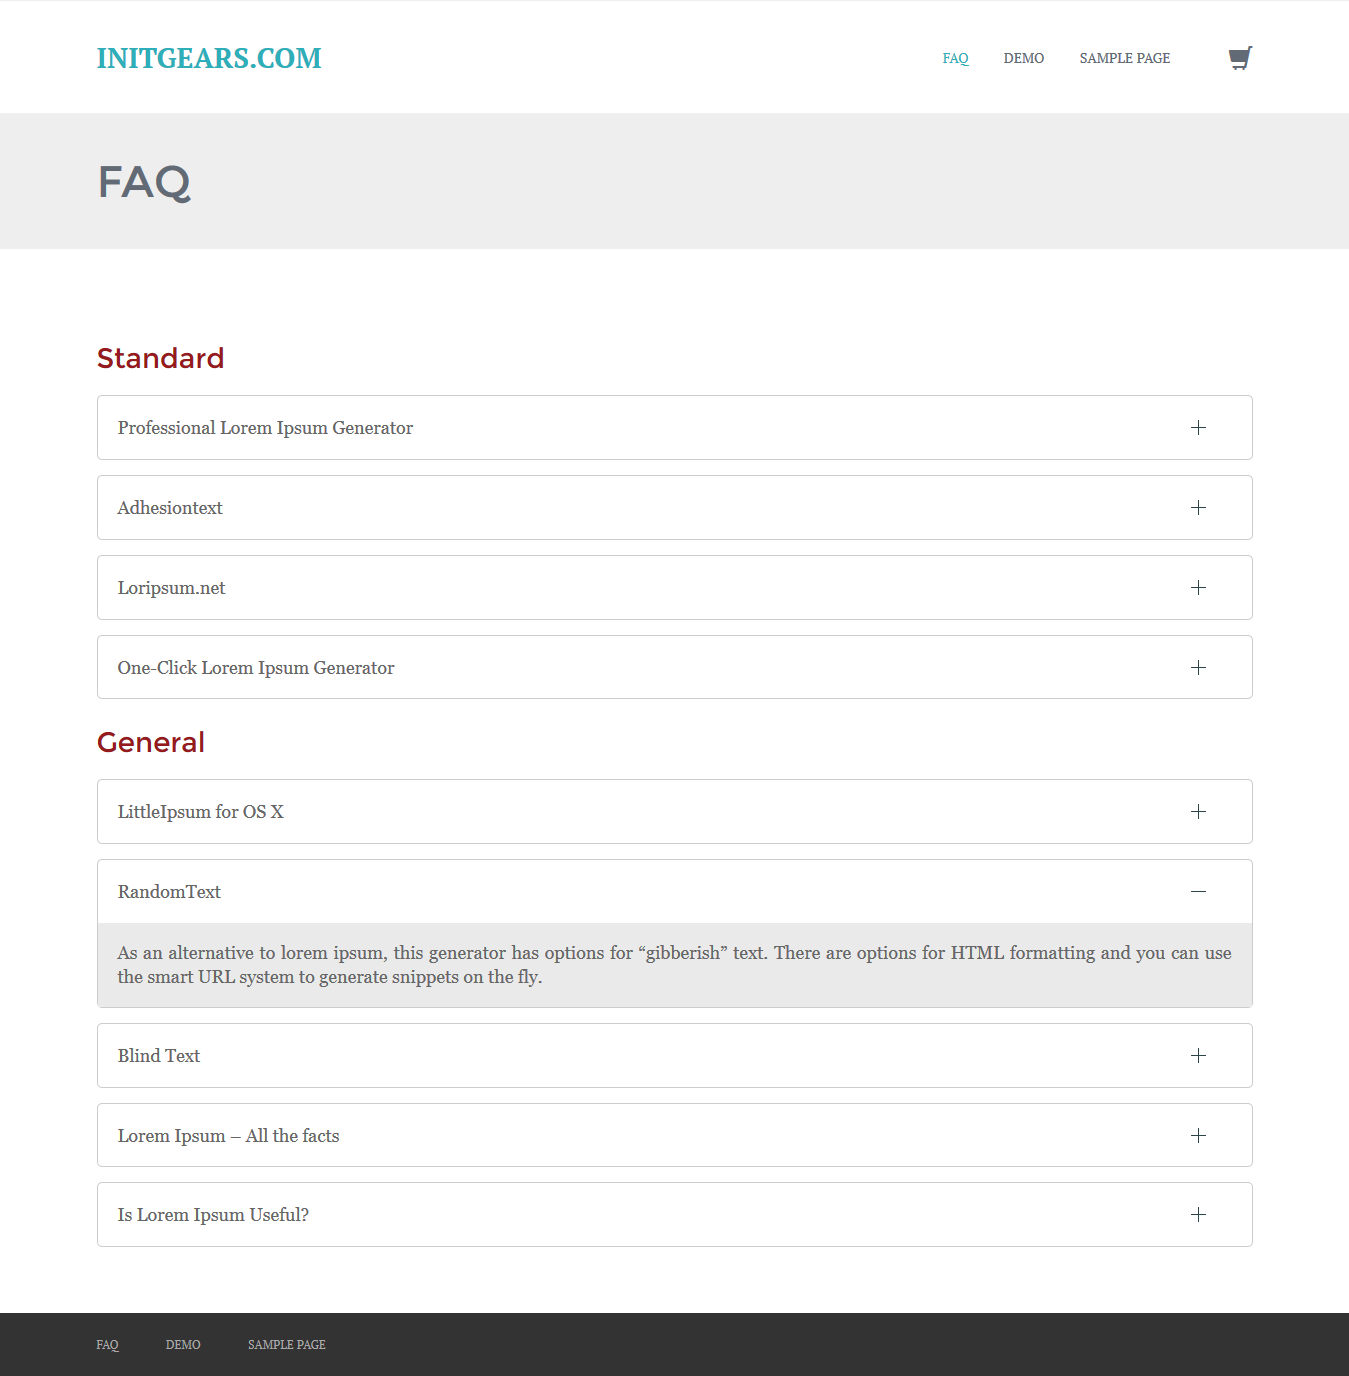 INITGEARS.COM
FAQ
DEMO
SAMPLE PAGE
FAQ
Standard
Professional Lorem Ipsum Generator
Adhesiontext
Loripsum.net
One-Click Lorem Ipsum Generator
General
LittleIpsum for OS X
RandomText
As an alternative to lorem ipsum, this generator has options for “gibberish” text. There are options for HTML formatting and you can use
the smart URL system to generate snippets on the fly.
Blind Text
Lorem Ipsum – All the facts
Is Lorem Ipsum Useful?
FAQ
DEMO
SAMPLE PAGE